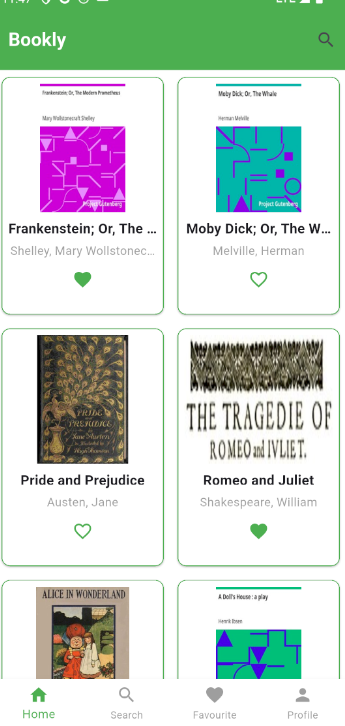 11:47
LTE
Bookly
Frankenstein; Or, The Modern Prometheus
Mary Wollstonecraft Shelley
Project Gutenberg
Frankenstein; Or, The ...
Shelley, Mary Wollstonec...
Moby Dick; Or, The Whale
Herman Melville
Project Gutenberg
Moby Dick; Or, The W...
Melville, Herman
PRIDE
and
PREJUDICE
Jane Austen
Pride and Prejudice
Austen, Jane
THE TRAGEDIE OF
ROMEO and IVLIET.
Romeo and Juliet
Shakespeare, William
ALICE IN WONDERLAND
A Doll's House : a play
Henrik Ibsen
Home
Search
Favourite
Profile